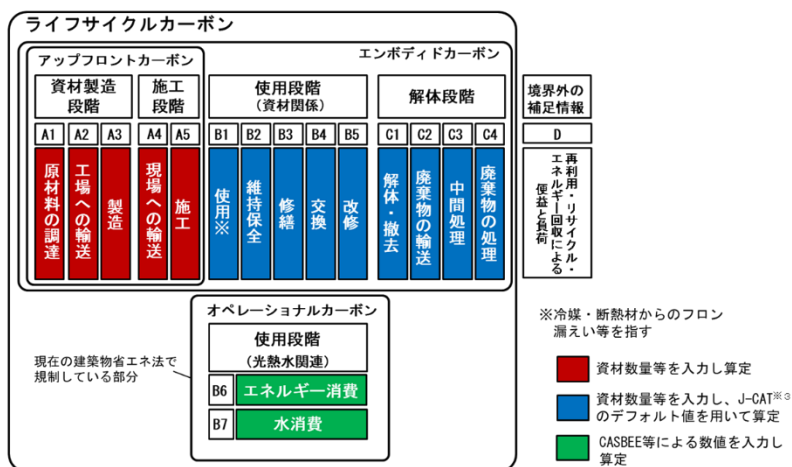 ライフサイクルカーボン
エンボディドカーボン
アップフロントカーボン
資材製造
段階
施工
段階
使用段階
(資材関係)
解体段階
境界外の
補足情報
A1
A2
A3
A4
A5
B1
B2
B3
B4
B5
C1
C2
C3
C4
D
原材料の調達
工場への輸送
製造
現場への輸送
施工
使用※
維持保全
修繕
交換
改修
解体・撤去
廃棄物の輸送
中間処理
廃棄物の処理
再利用・リサイクル・
エネルギー回収による
便益と負荷
オペレーショナルカーボン
使用段階
(光熱水関連)
B6
エネルギー消費
B7
水消費
現在の建築物省エネ法で
規制している部分
※冷媒・断熱材からのフロン
漏えい等を指す
資材数量等を入力し算定
資材数量等を入力し、J-CAT※3
のデフォルト値を用いて算定
CASBEE等による数値を入力し
算定